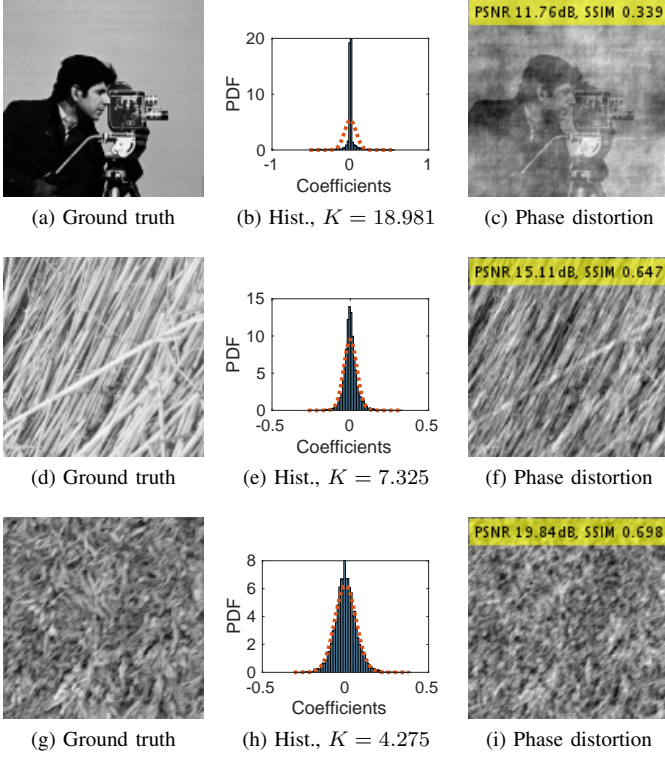 PSNR 11.76dB, SSIM 0.339
20
10
0
PDF
-1
0
1
Coefficients
(a) Ground truth
(b) Hist., K = 18.981
(c) Phase distortion
PSNR 15.11dB, SSIM 0.647
15
10
5
0
PDF
-0.5
0
0.5
Coefficients
(d) Ground truth
(e) Hist., K = 7.325
(f) Phase distortion
PSNR 19.84dB, SSIM 0.698
8
6
4
2
0
PDF
-0.5
0
0.5
Coefficients
(g) Ground truth
(h) Hist., K = 4.275
(i) Phase distortion